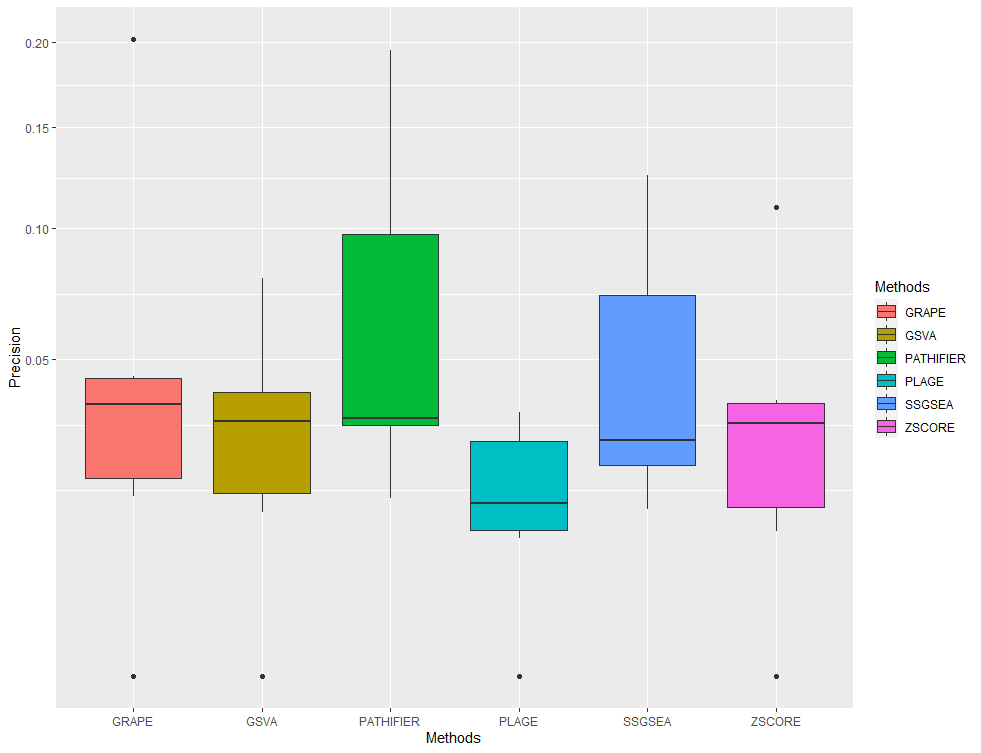 Precision
0.20
0.15
0.10
0.05
GRAPE
GSVA
PATHIFIER
PLAGE
SSGSEA
ZSCORE
Methods
Methods
GRAPE
GSVA
PATHIFIER
PLAGE
SSGSEA
ZSCORE